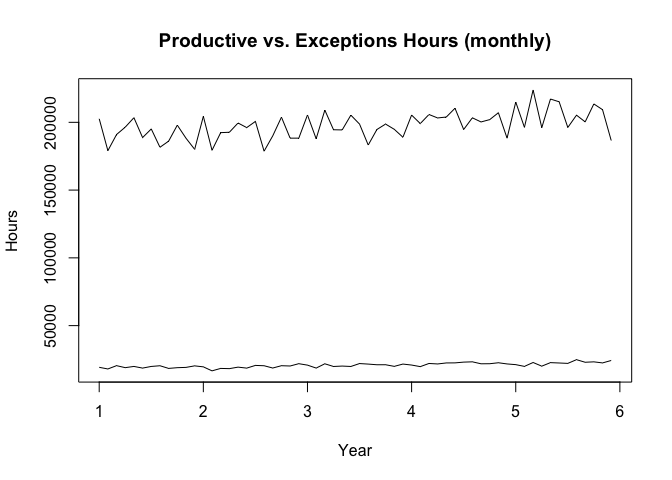 Productive vs. Exceptions Hours (monthly)
200000
150000
100000
50000
Hours
1 2 3 4 5 6
Year